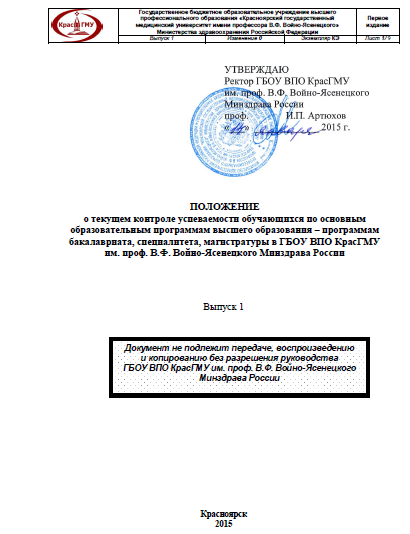 Государственное бюджетное образовательное учреждение высшего
профессионального образования «Красноярский государственный
медицинский университет имени профессора В.Ф. Войно-Ясенецкого»
Министерства здравоохранения Российской Федерации
Первое
издание
КрасГМУ
Выпуск 1 Изменение 0 Экземпляр КЭ Лист 1/9
УТВЕРЖДАЮ
Ректор ГБОУ ВПО КрасГМУ
им. проф. В.Ф. Войно-Ясенецкого
Минздрава России
проф. И.П. Артюхов
« » 2015 г.
ПОЛОЖЕНИЕ
о текущем контроле успеваемости обучающихся по основным
образовательным программам высшего образования – программам
бакалавриата, специалитета, магистратуры в ГБОУ ВПО КрасГМУ
им. проф. В.Ф. Войно-Ясенецкого Минздрава России
Выпуск 1
Документ не подлежит передаче, воспроизведению
и копированию без разрешения руководства
ГБОУ ВПО КрасГМУ им. проф. В.Ф. Войно-Ясенецкого
Минздрава России
Красноярск
2015